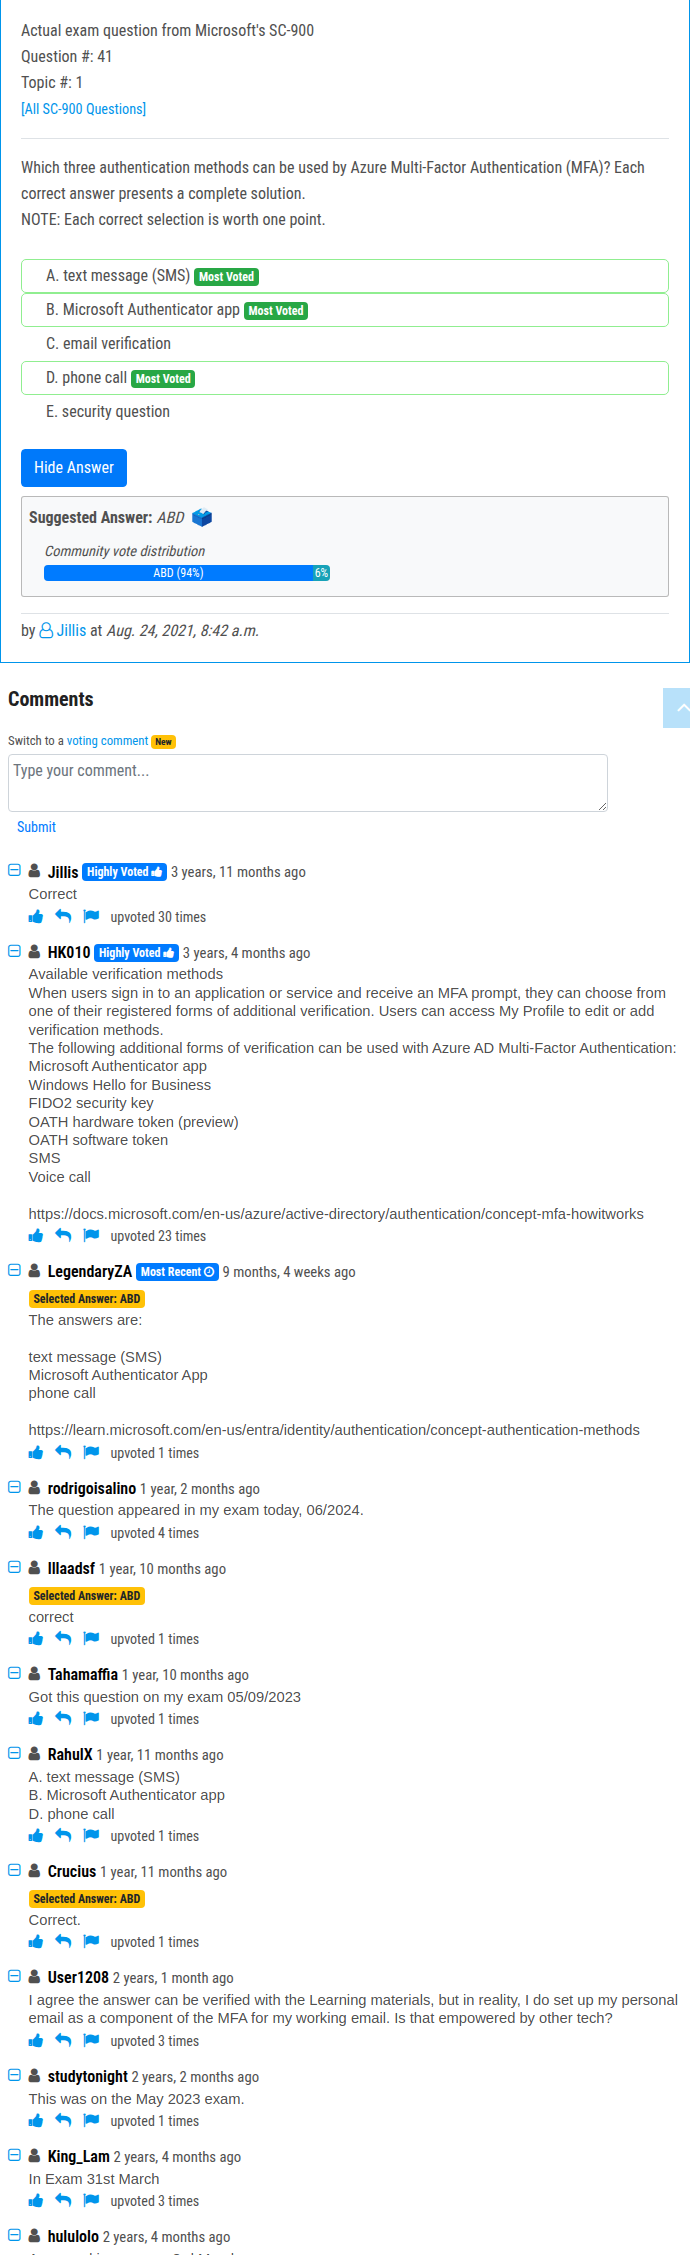 Actual exam question from Microsoft's SC-900
Question #: 41
Topic #: 1
[All SC-900 Questions]
Which three authentication methods can be used by Azure Multi-Factor Authentication (MFA)? Each
correct answer presents a complete solution.
NOTE: Each correct selection is worth one point.
A. text message (SMS) Most Voted
B. Microsoft Authenticator app Most Voted
C. email verification
D. phone call Most Voted
E. security question
Hide Answer
Suggested Answer: ABD
Community vote distribution
ABD (94%) 6%
by Jillis at Aug. 24, 2021, 8:42 a.m.
Comments
Switch to a voting comment New
Type your comment...
Submit
Jillis Highly Voted 3 years, 11 months ago
Correct
upvoted 30 times
HK010 Highly Voted 3 years, 4 months ago
Available verification methods
When users sign in to an application or service and receive an MFA prompt, they can choose from
one of their registered forms of additional verification. Users can access My Profile to edit or add
verification methods.
The following additional forms of verification can be used with Azure AD Multi-Factor Authentication:
Microsoft Authenticator app
Windows Hello for Business
FIDO2 security key
OATH hardware token (preview)
OATH software token
SMS
Voice call
https://docs.microsoft.com/en-us/azure/active-directory/authentication/concept-mfa-howitworks
upvoted 23 times
LegendaryZA Most Recent 9 months, 4 weeks ago
Selected Answer: ABD
The answers are:
text message (SMS)
Microsoft Authenticator App
phone call
https://learn.microsoft.com/en-us/entra/identity/authentication/concept-authentication-methods
upvoted 1 times
rodrigoisalino 1 year, 2 months ago
The question appeared in my exam today, 06/2024.
upvoted 4 times
lllaadsf 1 year, 10 months ago
Selected Answer: ABD
correct
upvoted 1 times
Tahamaffia 1 year, 10 months ago
Got this question on my exam 05/09/2023
upvoted 1 times
RahulX 1 year, 11 months ago
A. text message (SMS)
B. Microsoft Authenticator app
D. phone call
upvoted 1 times
Crucius 1 year, 11 months ago
Selected Answer: ABD
Correct.
upvoted 1 times
User1208 2 years, 1 month ago
I agree the answer can be verified with the Learning materials, but in reality, I do set up my personal
email as a component of the MFA for my working email. Is that empowered by other tech?
upvoted 3 times
studytonight 2 years, 2 months ago
This was on the May 2023 exam.
upvoted 1 times
King_Lam 2 years, 4 months ago
In Exam 31st March
upvoted 3 times
hululolo 2 years, 4 months ago